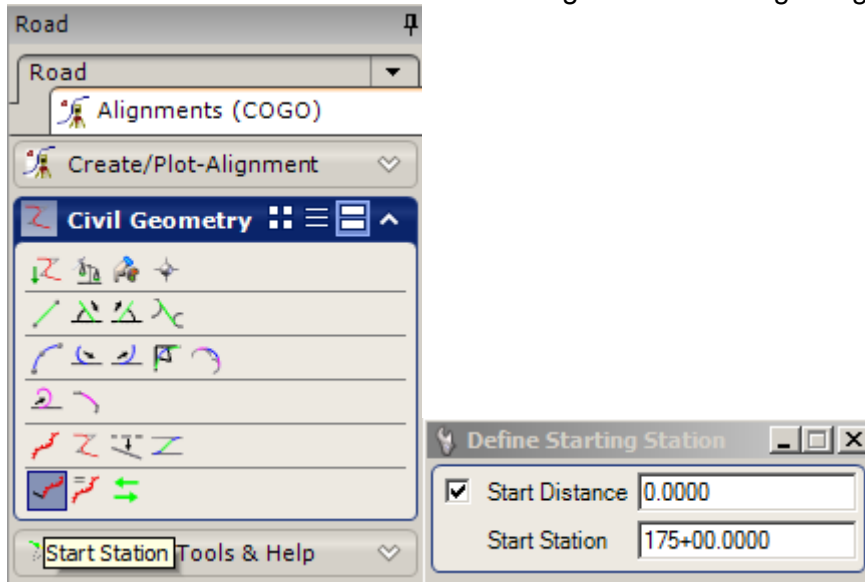 Road
Road
Alignments (COGO)
Create/Plot-Alignment
Civil Geometry
Start Station Tools & Help
Define Starting Station
Start Distance 0.0000
Start Station 175+00.0000